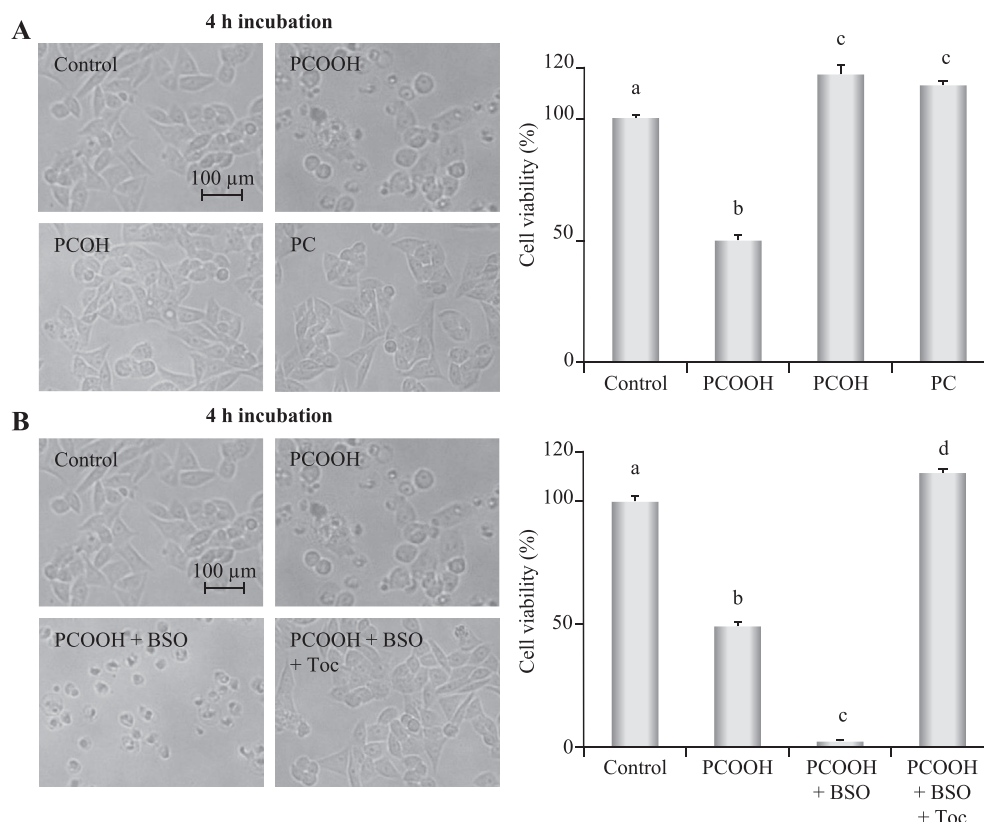 A
4 h incubation
Control
PCOOH
100 µm
PCOH
PC
Cell viability (%)
120
100
50
0
a
b
c
c
Control
PCOOH
PCOH
PC
B
4 h incubation
Control
PCOOH
100 µm
PCOOH + BSO
PCOOH + BSO
+ Toc
Cell viability (%)
120
100
50
0
a
b
c
d
Control
PCOOH
PCOOH
+ BSO
PCOOH
+ BSO
+ Toc